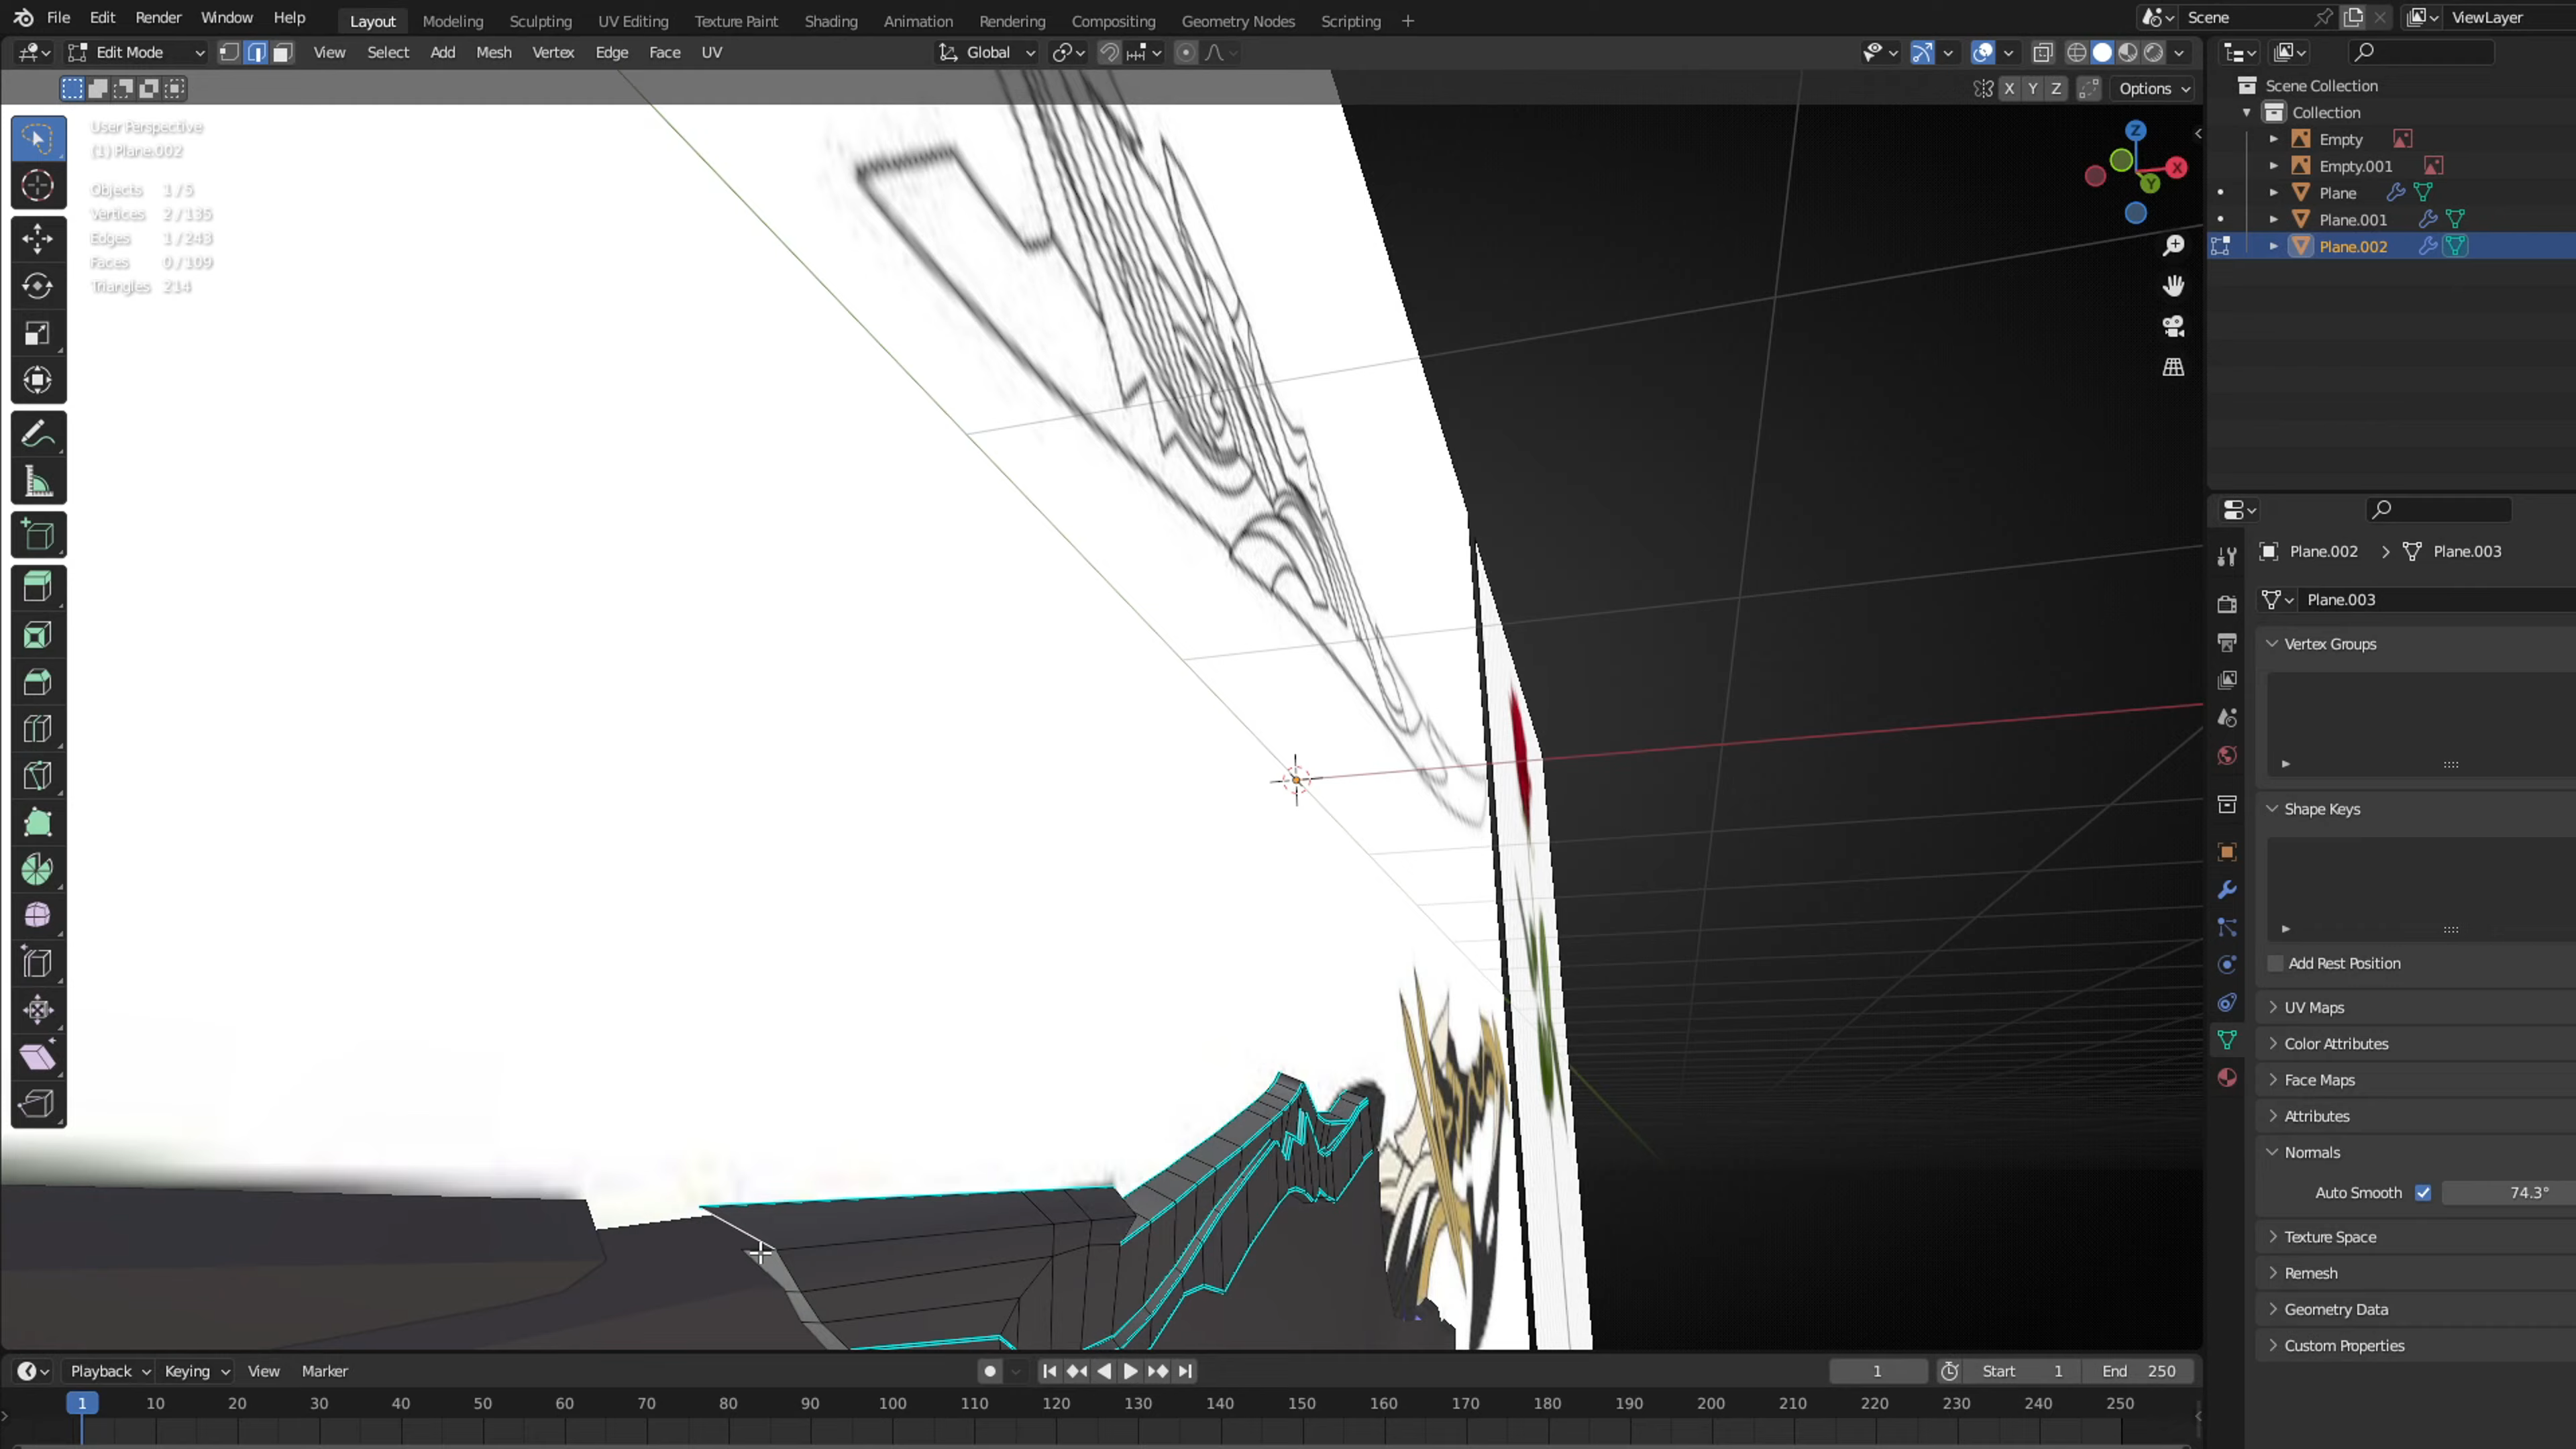 File Edit Render Window Help Layout Modeling Sculpting UV Editing Texture Paint Shading Animation Rendering Compositing Geometry Nodes Scripting + Scene ViewLayer
Edit Mode View Select Add Mesh Vertex Edge Face UV Global
X Y Z Options
User Perspective
(1) Plane.002
Objects 1/5
Vertices 2/135
Edges 1/243
Faces 0/109
Triangles 214
Z
X
Y
Scene Collection
Collection
Empty
Empty.001
Plane
Plane.001
Plane.002
Plane.002 > Plane.003
Plane.003
Vertex Groups
Shape Keys
Add Rest Position
UV Maps
Color Attributes
Face Maps
Attributes
Normals
Auto Smooth 74.3°
Texture Space
Remesh
Geometry Data
Custom Properties
Playback Keying View Marker 1 Start 1 End 250
1 10 20 30 40 50 60 70 80 90 100 110 120 130 140 150 160 170 180 190 200 210 220 230 240 250